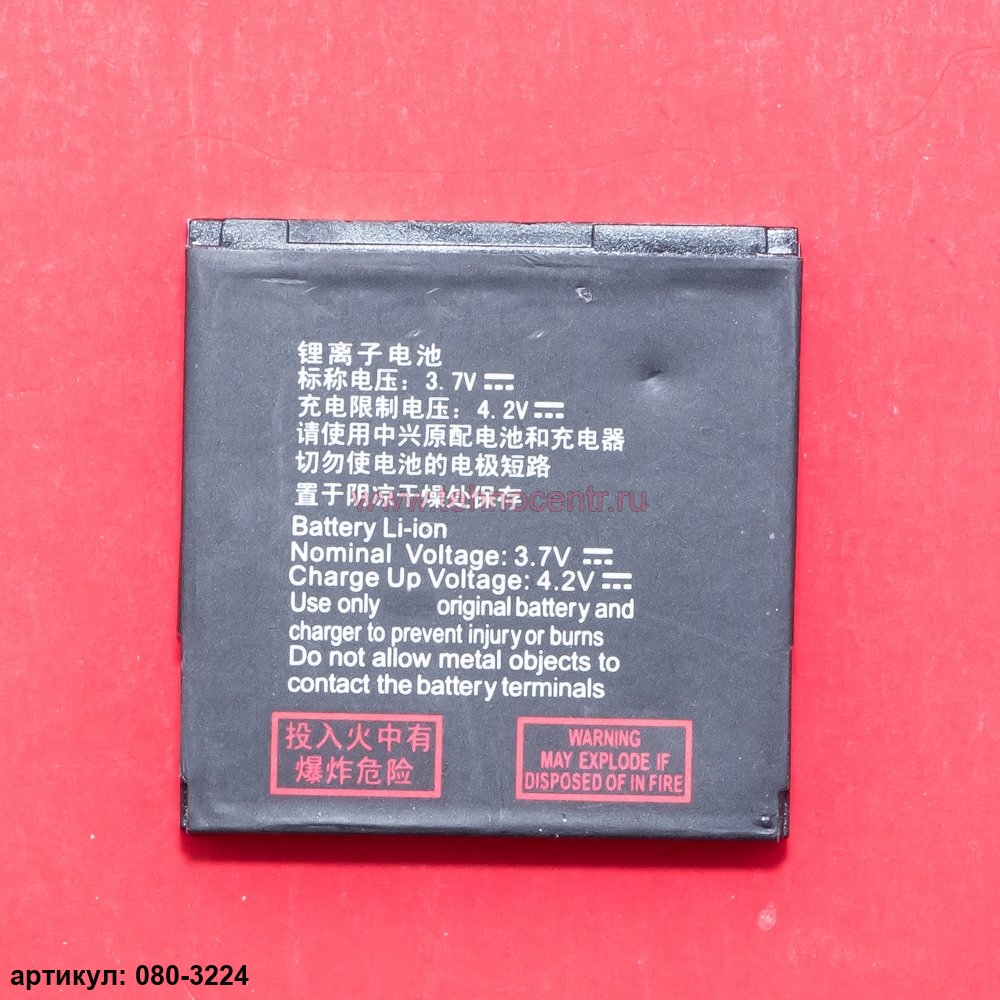 锂离子电池
标称电压：3.7V
充电限制电压：4.2V
请使用中兴原配电池和充电器
切勿使电池的电极短路
置于阴凉干燥处保存
www.tehnocentr.ru
Battery Li-ion
Nominal Voltage: 3.7V
Charge Up Voltage: 4.2V
Use only original battery and
charger to prevent injury or burns
Do not allow metal objects to
contact the battery terminals
投入火中有
爆炸危险
WARNING
MAY EXPLODE IF
DISPOSED OF IN FIRE
артикул: 080-3224